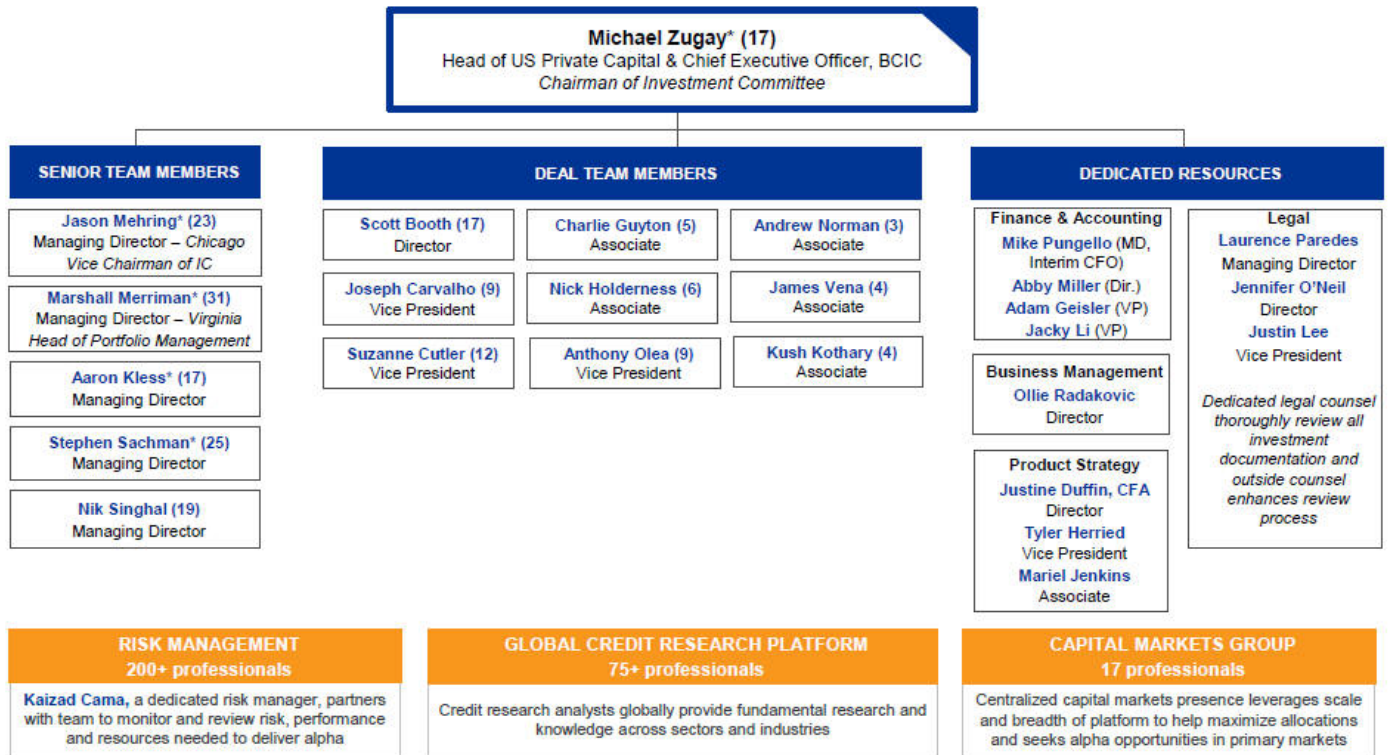 Michael Zugay* (17)
Head of US Private Capital & Chief Executive Officer, BCIC
Chairman of Investment Committee
SENIOR TEAM MEMBERS
Jason Mehring* (23)
Managing Director – Chicago
Vice Chairman of IC
Marshall Merriman* (31)
Managing Director – Virginia
Head of Portfolio Management
Aaron Kless* (17)
Managing Director
Stephen Sachman* (25)
Managing Director
Nik Singhal* (19)
Managing Director
DEAL TEAM MEMBERS
Scott Booth (17)
Director
Charlie Guyton (5)
Associate
Andrew Norman (3)
Associate
Joseph Carvalho (9)
Vice President
Nick Holderness (6)
Associate
James Vena (4)
Associate
Suzanne Cutler (12)
Vice President
Anthony Olea (9)
Vice President
Kush Kothary (4)
Associate
DEDICATED RESOURCES
Finance & Accounting
Mike Pungello (MD,
Interim CFO)
Abby Miller (Dir.)
Adam Geisler (VP)
Jacky Li (VP)
Business Management
Ollie Radakovic
Director
Product Strategy
Justine Duffin, CFA
Director
Tyler Herried
Vice President
Mariel Jenkins
Associate
Legal
Laurence Paredes
Managing Director
Jennifer O'Neil
Director
Justin Lee
Vice President
Dedicated legal counsel
thoroughly review all
investment
documentation and
outside counsel
enhances review
process
RISK MANAGEMENT
200+ professionals
Kaizad Cama, a dedicated risk manager, partners
with team to monitor and review risk, performance
and resources needed to deliver alpha
GLOBAL CREDIT RESEARCH PLATFORM
75+ professionals
Credit research analysts globally provide fundamental research and
knowledge across sectors and industries
CAPITAL MARKETS GROUP
17 professionals
Centralized capital markets presence leverages scale
and breadth of platform to help maximize allocations
and seeks alpha opportunities in primary markets